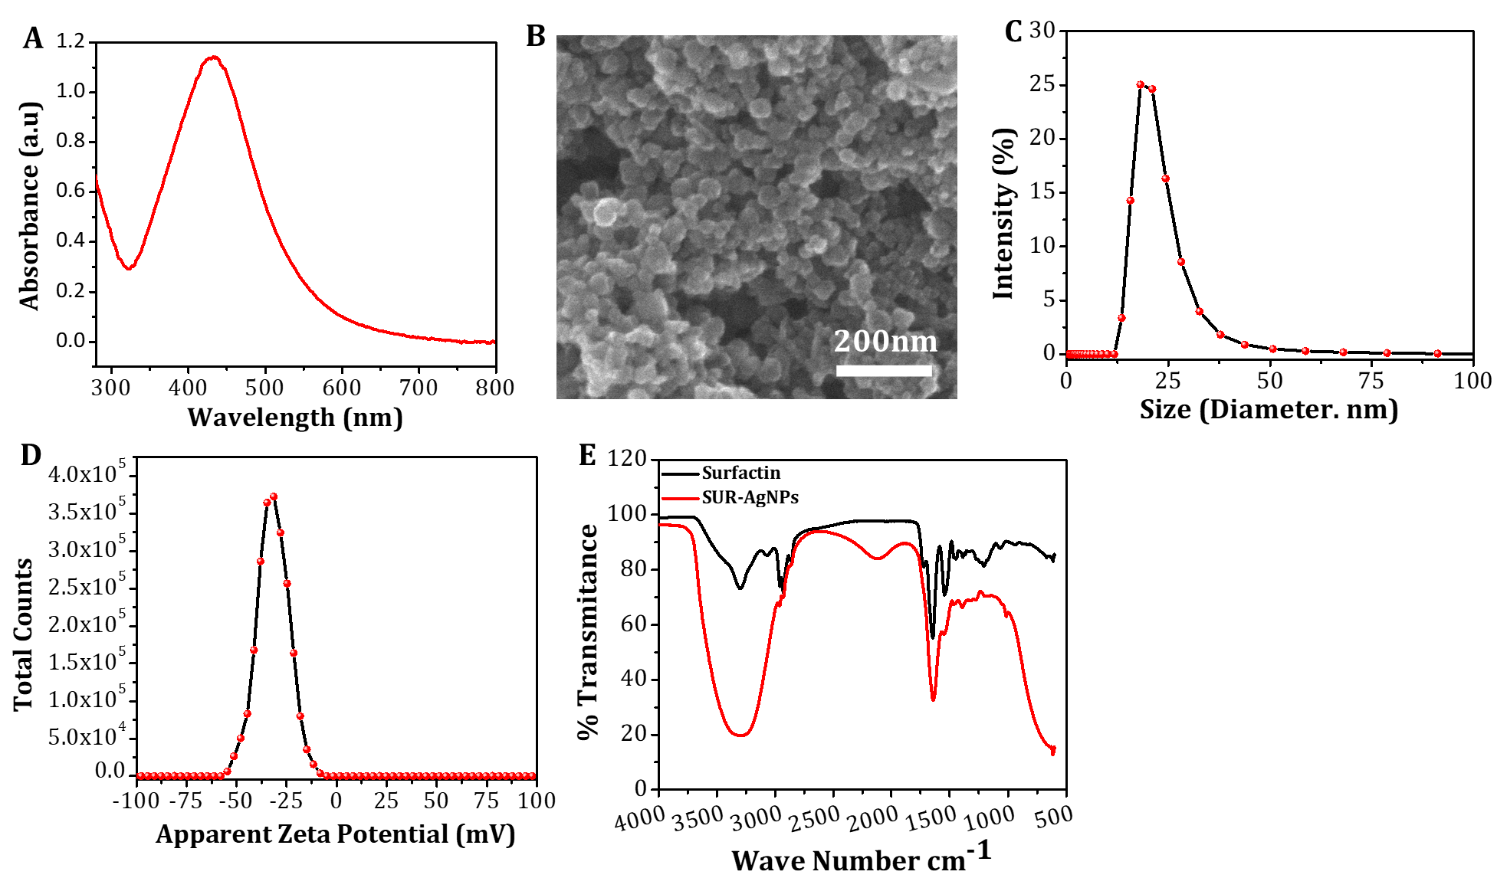 A
1.2
1.0
0.8
0.6
0.4
0.2
0.0
Absorbance (a.u)
300 400 500 600 700 800
Wavelength (nm)
B
200nm
C
30
25
20
15
10
5
0
Intensity (%)
0 25 50 75 100
Size (Diameter. nm)
D
4.0x10^5
3.5x10^5
3.0x10^5
2.5x10^5
2.0x10^5
1.5x10^5
1.0x10^5
5.0x10^4
0.0
Total Counts
-100 -75 -50 -25 0 25 50 75 100
Apparent Zeta Potential (mV)
E
120
100
80
60
40
20
0
% Transmitance
Surfactin
SUR-AgNPs
4000 3500 3000 2500 2000 1500 1000 500
Wave Number cm^-1